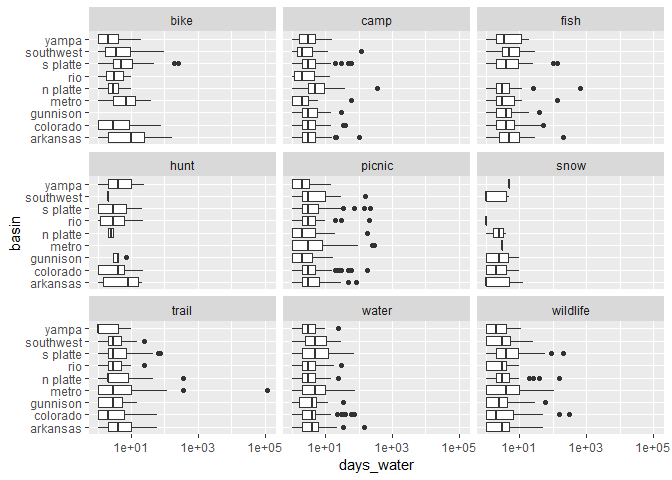 bike camp fish
yampa
southwest
s platte
rio
n platte
metro
gunnison
colorado
arkansas
hunt picnic snow
yampa
southwest
s platte
rio
n platte
metro
gunnison
colorado
arkansas
basin
trail water wildlife
yampa
southwest
s platte
rio
n platte
metro
gunnison
colorado
arkansas
1e+01 1e+03 1e+05 1e+01 1e+03 1e+05 1e+01 1e+03 1e+05
days_water